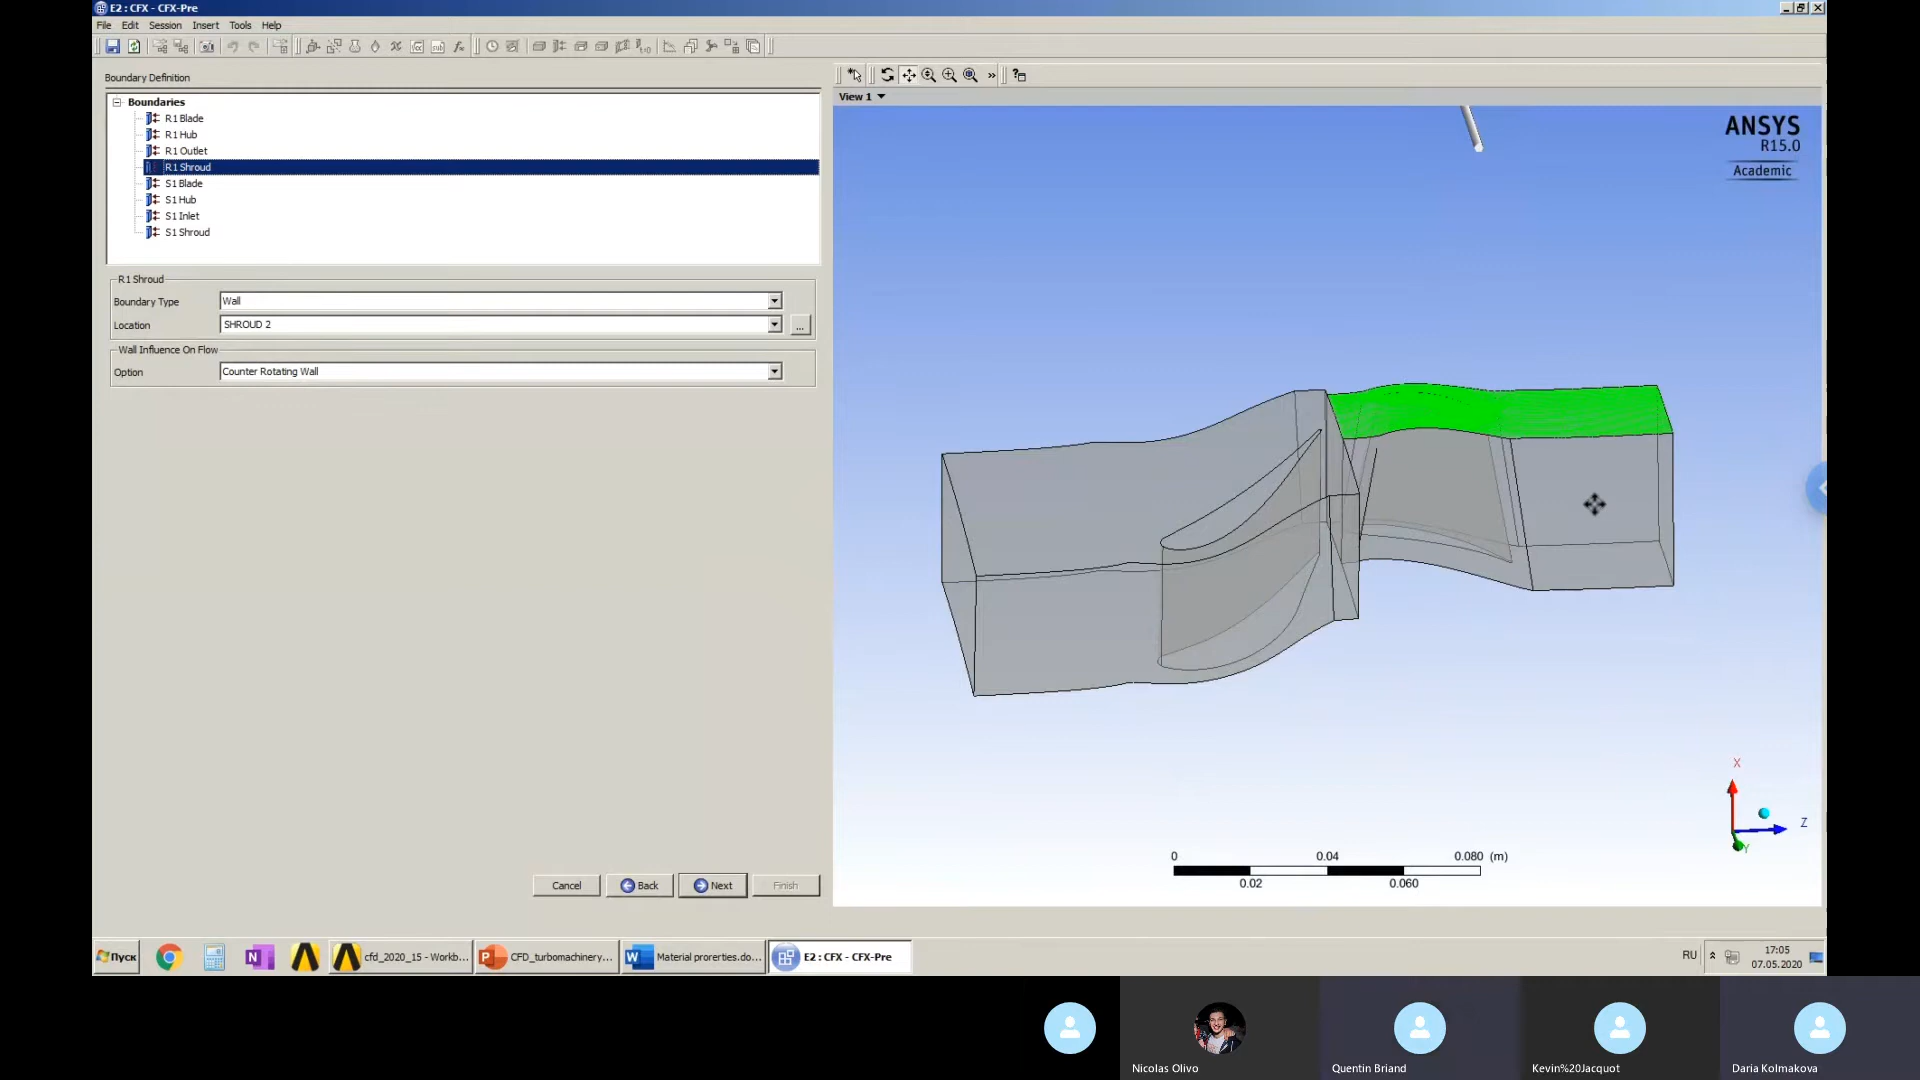 E2 : CFX - CFX-Pre
File Edit Session Insert Tools Help
Boundary Definition
Boundaries
R1 Blade
R1 Hub
R1 Outlet
R1 Shroud
S1 Blade
S1 Hub
S1 Inlet
S1 Shroud
R1 Shroud
Boundary Type Wall
Location SHROUD 2
...
Wall Influence On Flow
Option Counter Rotating Wall
Cancel Back Next Finish
View 1
ANSYS
R15.0
Academic
X
Z
Y
0 0.04 0.080 (m)
0.02 0.060
Пуск
cfd_2020_15 - Workb...
CFD_turbomachinery...
Material prorerties.do...
E2 : CFX - CFX-Pre
RU
17:05
07.05.2020
Nicolas Olivo
Quentin Briand
Kevin%20Jacquot
Daria Kolmakova